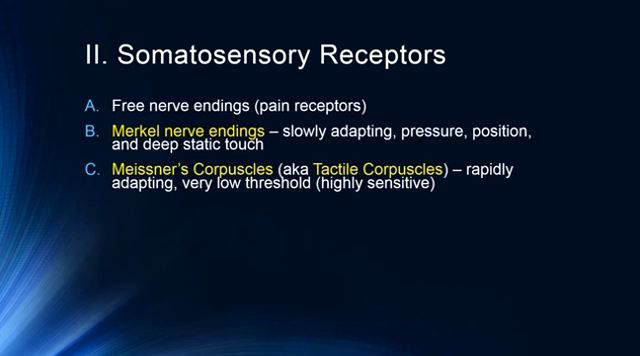 II. Somatosensory Receptors
A. Free nerve endings (pain receptors)
B. Merkel nerve endings – slowly adapting, pressure, position,
and deep static touch
C. Meissner's Corpuscles (aka Tactile Corpuscles) – rapidly
adapting, very low threshold (highly sensitive)